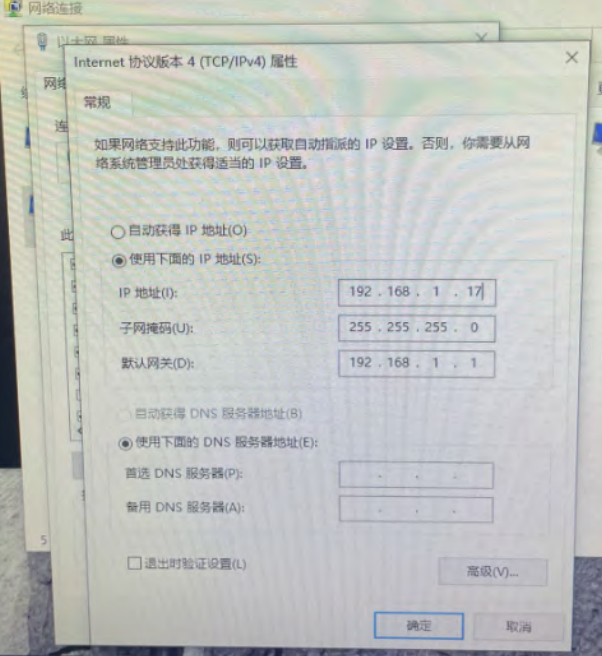 网络连接
以太网 属性
Internet 协议版本 4 (TCP/IPv4) 属性
网络
常规
连
如果网络支持此功能，则可以获取自动指派的 IP 设置。否则，你需要从网
络系统管理员处获得适当的 IP 设置。
此
自动获得 IP 地址(O)
使用下面的 IP 地址(S):
IP 地址(I):
192 . 168 . 1 . 17
子网掩码(U):
255 . 255 . 255 . 0
默认网关(D):
192 . 168 . 1 . 1
自动获得 DNS 服务器地址(B)
使用下面的 DNS 服务器地址(E):
首选 DNS 服务器(P):
. . .
备用 DNS 服务器(A):
. . .
5
退出时验证设置(L)
高级(V)...
确定
取消